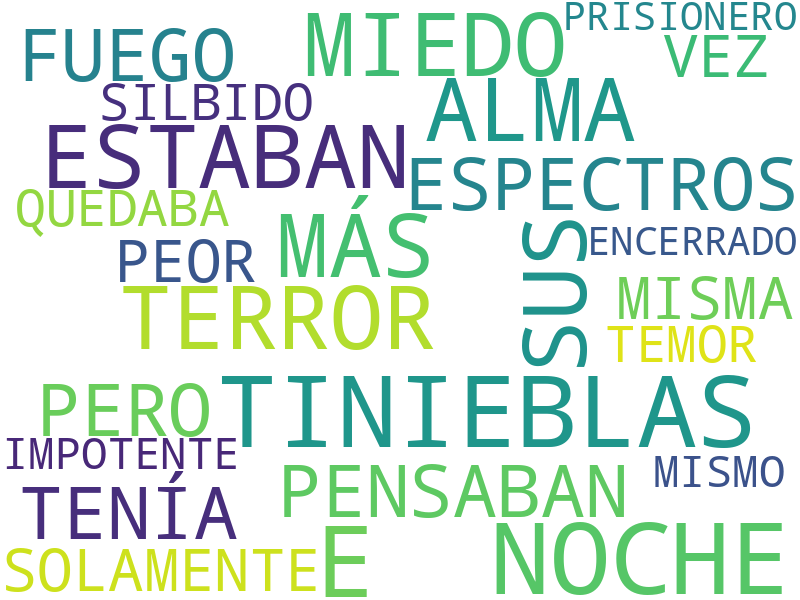 PRISIONERO
FUEGO
MIEDO
VEZ
SILBIDO
ALMA
ESTABAN
ESPECTROS
QUEDABA
MÁS
SUS
ENCERRADO
PEOR
TERROR
MISMA
TEMOR
PERO
TINIEBLAS
IMPOTENTE
PENSABAN
MISMO
TENÍA
E
NOCHE
SOLAMENTE